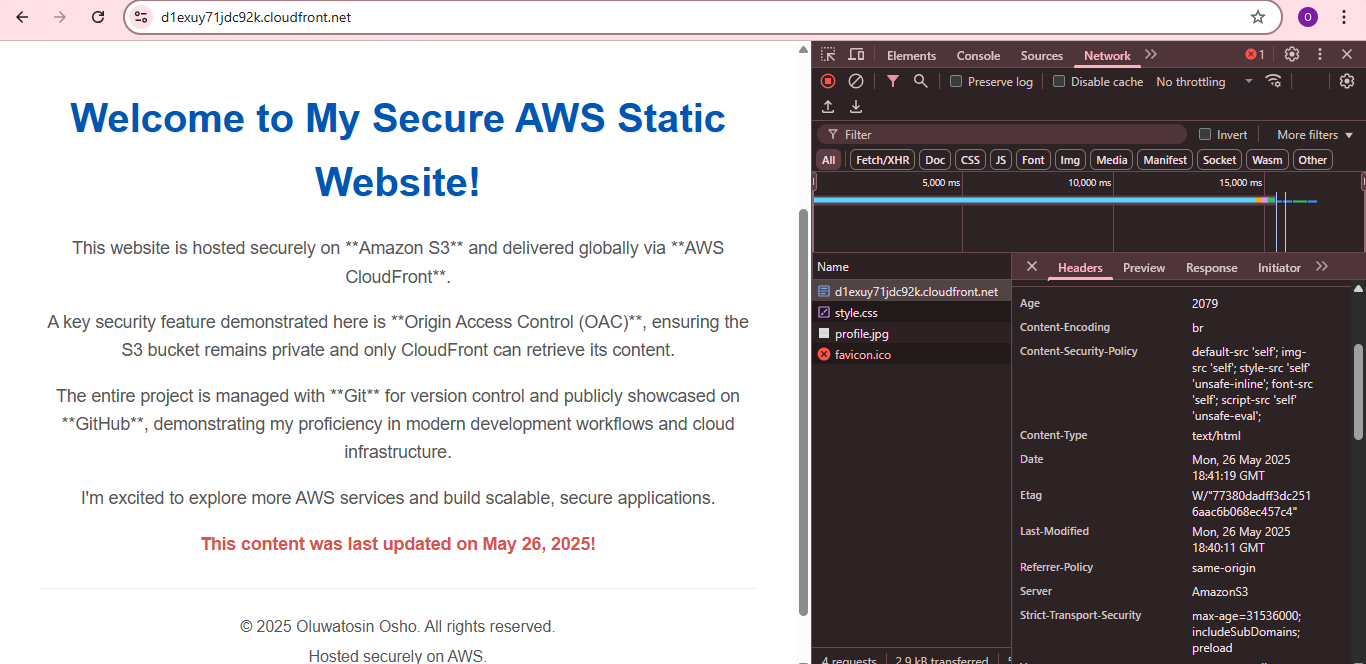 d1exuy71jdc92k.cloudfront.net
O
Welcome to My Secure AWS Static
Website!
This website is hosted securely on **Amazon S3** and delivered globally via **AWS
CloudFront**.
A key security feature demonstrated here is **Origin Access Control (OAC)**, ensuring the
S3 bucket remains private and only CloudFront can retrieve its content.
The entire project is managed with **Git** for version control and publicly showcased on
**GitHub**, demonstrating my proficiency in modern development workflows and cloud
infrastructure.
I'm excited to explore more AWS services and build scalable, secure applications.
This content was last updated on May 26, 2025!
© 2025 Oluwatosin Osho. All rights reserved.
Hosted securely on AWS.
Elements Console Sources Network 1
Preserve log Disable cache No throttling
Filter Invert More filters
All Fetch/XHR Doc CSS JS Font Img Media Manifest Socket Wasm Other
5,000 ms 10,000 ms 15,000 ms
Name
d1exuy71jdc92k.cloudfront.net
style.css
profile.jpg
favicon.ico
4 requests 2.9 kB transferred
Headers Preview Response Initiator
Age 2079
Content-Encoding br
Content-Security-Policy default-src 'self'; img-
src 'self'; style-src 'self'
'unsafe-inline'; font-src
'self'; script-src 'self'
'unsafe-eval';
Content-Type text/html
Date Mon, 26 May 2025
18:41:19 GMT
Etag W/"77380dadff3dc251
6aac6b068ec457c4"
Last-Modified Mon, 26 May 2025
18:40:11 GMT
Referrer-Policy same-origin
Server AmazonS3
Strict-Transport-Security max-age=31536000;
includeSubDomains;
preload